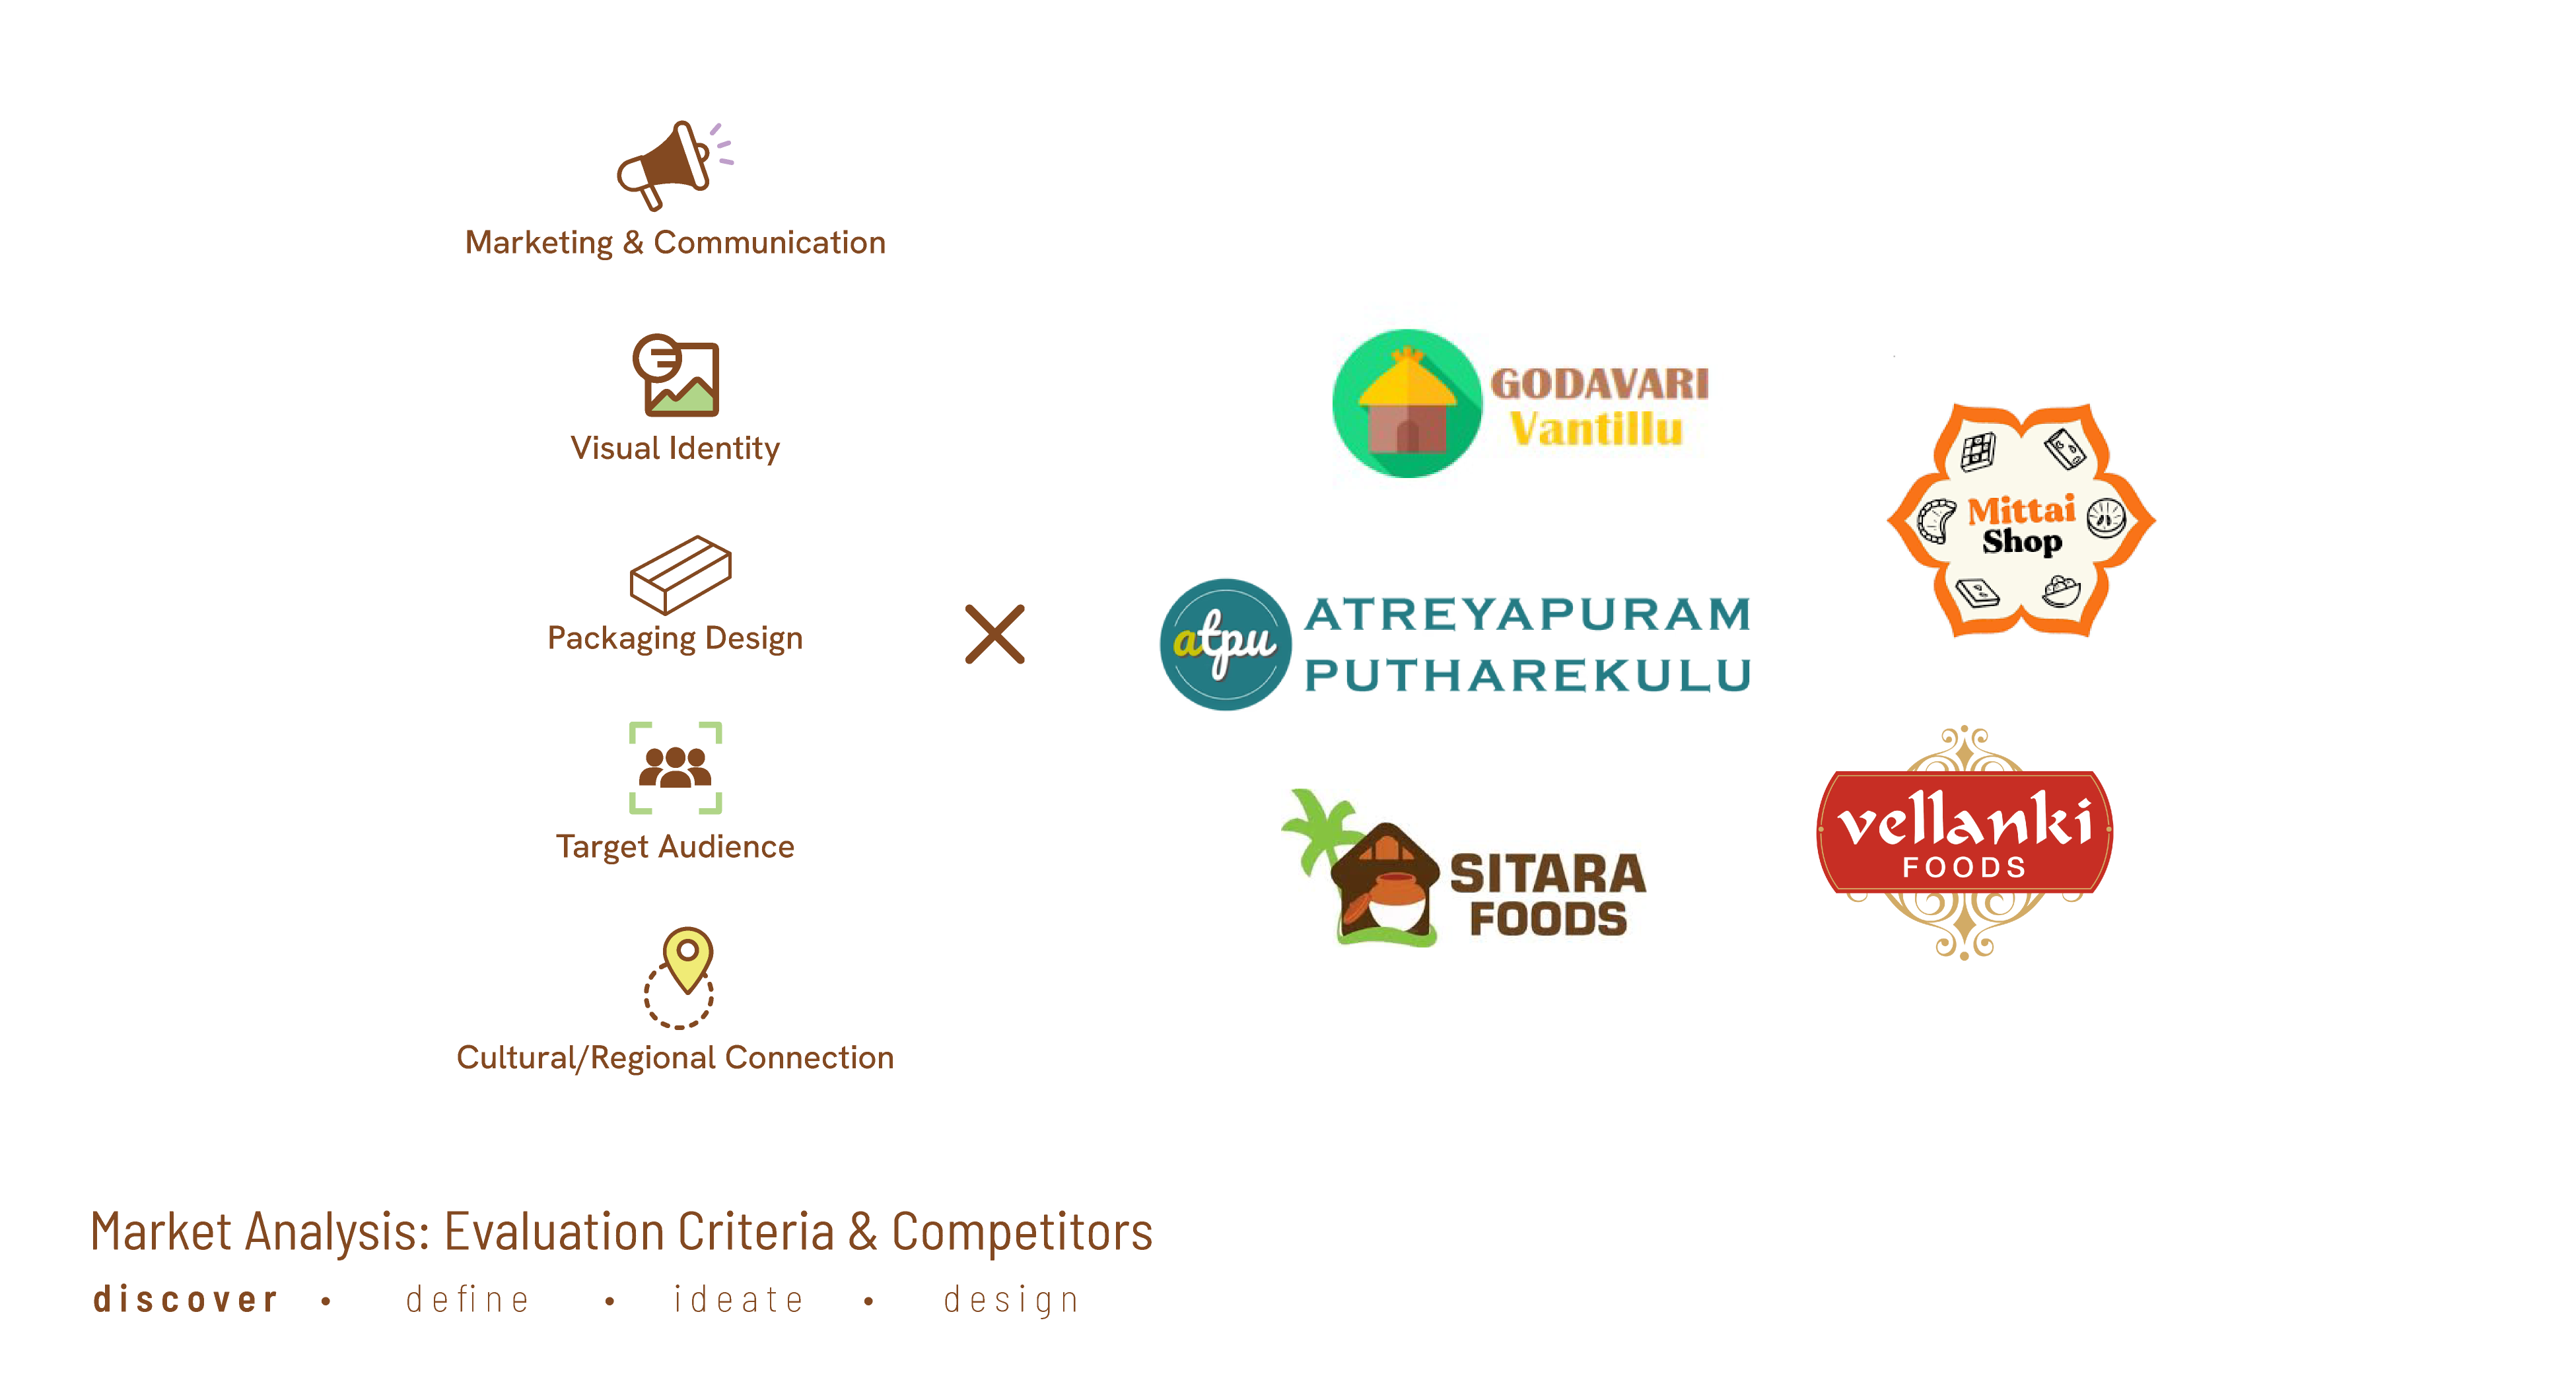 Marketing & Communication
Visual Identity
Packaging Design
Target Audience
Cultural/Regional Connection
GODAVARI
Vantillu
atpu
ATREYAPURAM
PUTHAREKULU
SITARA
FOODS
Mittai
Shop
vellanki
FOODS
Market Analysis: Evaluation Criteria & Competitors
discover • define • ideate • design